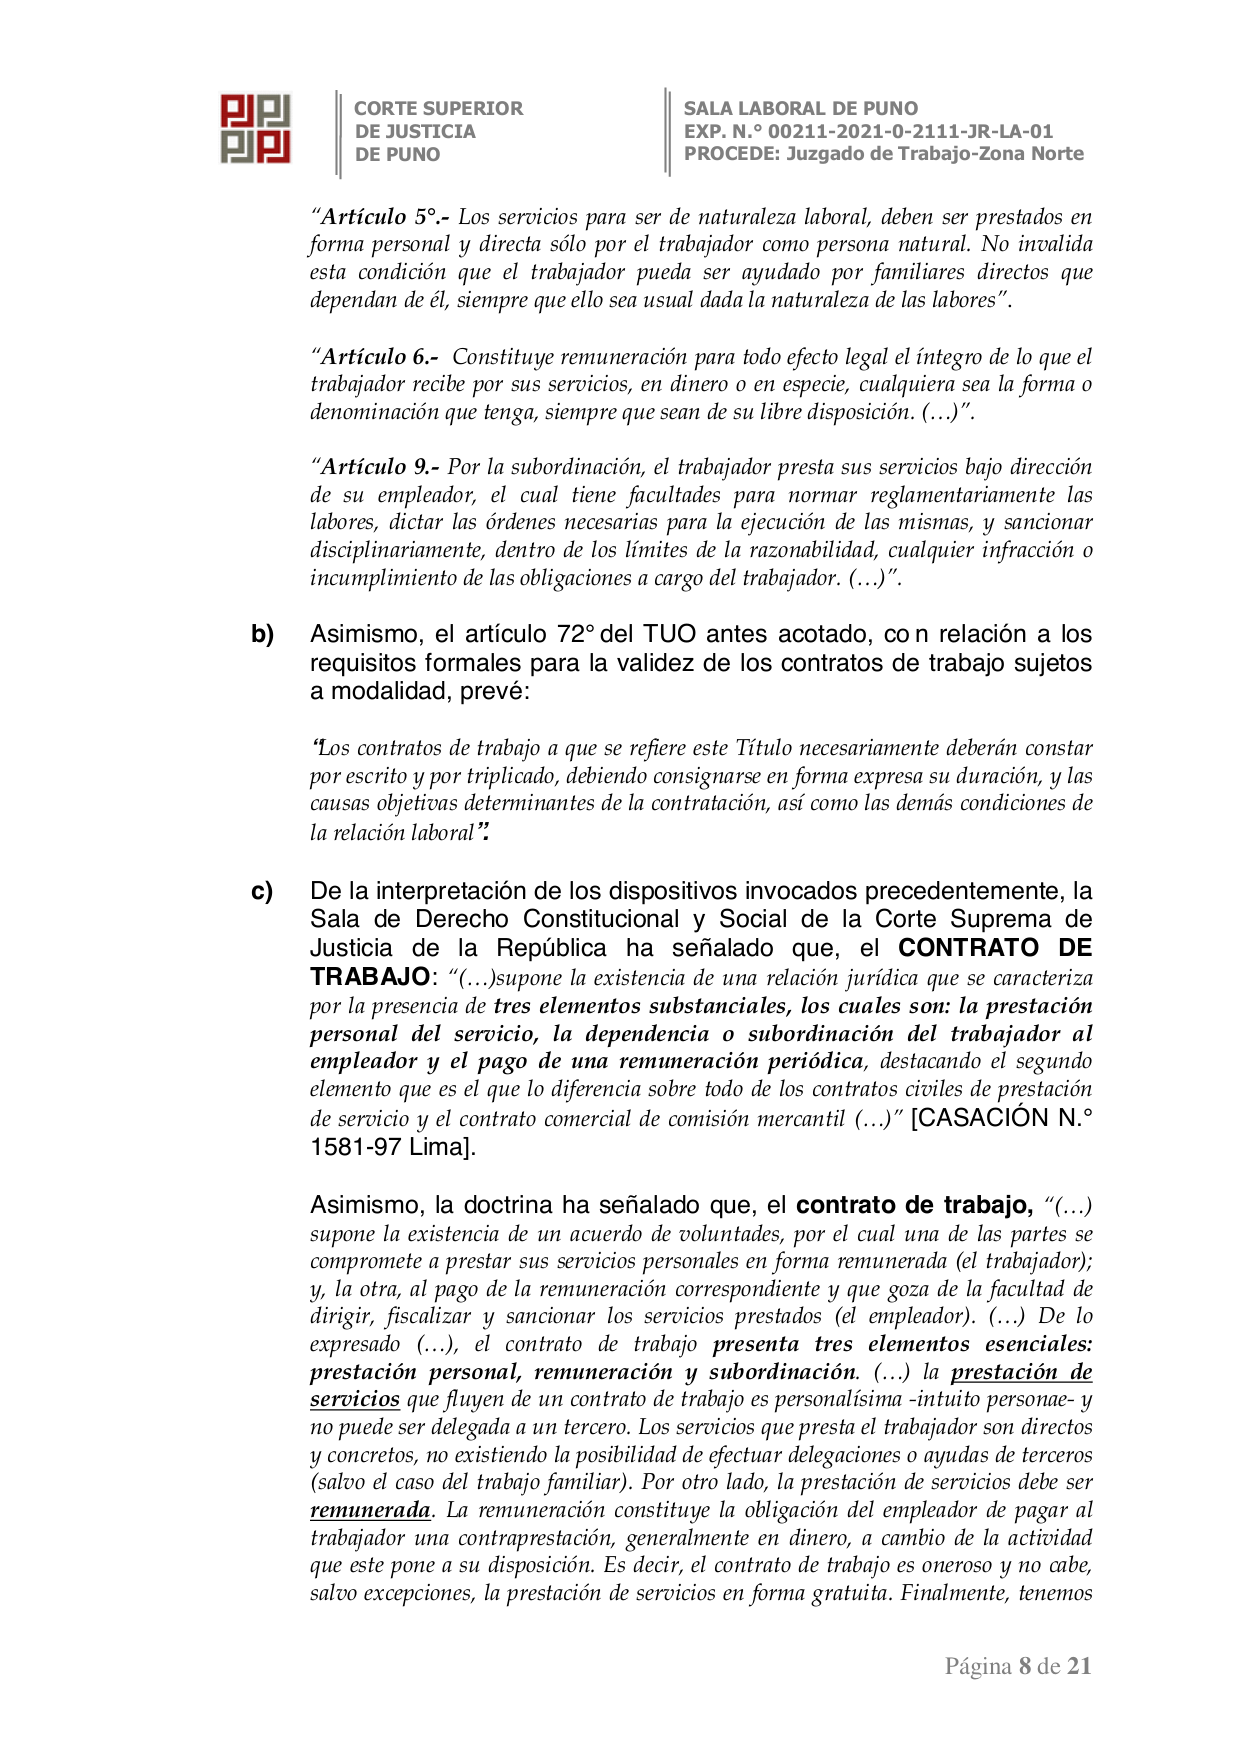 CORTE SUPERIOR
DE JUSTICIA
DE PUNO
SALA LABORAL DE PUNO
EXP. N.° 00211-2021-0-2111-JR-LA-01
PROCEDE: Juzgado de Trabajo-Zona Norte
“Artículo 5°.- Los servicios para ser de naturaleza laboral, deben ser prestados en
forma personal y directa sólo por el trabajador como persona natural. No invalida
esta condición que el trabajador pueda ser ayudado por familiares directos que
dependan de él, siempre que ello sea usual dada la naturaleza de las labores”.
“Artículo 6.- Constituye remuneración para todo efecto legal el íntegro de lo que el
trabajador recibe por sus servicios, en dinero o en especie, cualquiera sea la forma o
denominación que tenga, siempre que sean de su libre disposición. (…)”.
“Artículo 9.- Por la subordinación, el trabajador presta sus servicios bajo dirección
de su empleador, el cual tiene facultades para normar reglamentariamente las
labores, dictar las órdenes necesarias para la ejecución de las mismas, y sancionar
disciplinariamente, dentro de los límites de la razonabilidad, cualquier infracción o
incumplimiento de las obligaciones a cargo del trabajador. (…)”.
b) Asimismo, el artículo 72° del TUO antes acotado, co n relación a los
requisitos formales para la validez de los contratos de trabajo sujetos
a modalidad, prevé:
“Los contratos de trabajo a que se refiere este Título necesariamente deberán constar
por escrito y por triplicado, debiendo consignarse en forma expresa su duración, y las
causas objetivas determinantes de la contratación, así como las demás condiciones de
la relación laboral”.
c) De la interpretación de los dispositivos invocados precedentemente, la
Sala de Derecho Constitucional y Social de la Corte Suprema de
Justicia de la República ha señalado que, el CONTRATO DE
TRABAJO: “(…)supone la existencia de una relación jurídica que se caracteriza
por la presencia de tres elementos substanciales, los cuales son: la prestación
personal del servicio, la dependencia o subordinación del trabajador al
empleador y el pago de una remuneración periódica, destacando el segundo
elemento que es el que lo diferencia sobre todo de los contratos civiles de prestación
de servicio y el contrato comercial de comisión mercantil (…)” [CASACIÓN N.°
1581-97 Lima].
Asimismo, la doctrina ha señalado que, el contrato de trabajo, “(…)
supone la existencia de un acuerdo de voluntades, por el cual una de las partes se
compromete a prestar sus servicios personales en forma remunerada (el trabajador);
y, la otra, al pago de la remuneración correspondiente y que goza de la facultad de
dirigir, fiscalizar y sancionar los servicios prestados (el empleador). (…) De lo
expresado (…), el contrato de trabajo presenta tres elementos esenciales:
prestación personal, remuneración y subordinación. (…) la prestación de
servicios que fluyen de un contrato de trabajo es personalísima -intuito personae- y
no puede ser delegada a un tercero. Los servicios que presta el trabajador son directos
y concretos, no existiendo la posibilidad de efectuar delegaciones o ayudas de terceros
(salvo el caso del trabajo familiar). Por otro lado, la prestación de servicios debe ser
remunerada. La remuneración constituye la obligación del empleador de pagar al
trabajador una contraprestación, generalmente en dinero, a cambio de la actividad
que este pone a su disposición. Es decir, el contrato de trabajo es oneroso y no cabe,
salvo excepciones, la prestación de servicios en forma gratuita. Finalmente, tenemos
Página 8 de 21